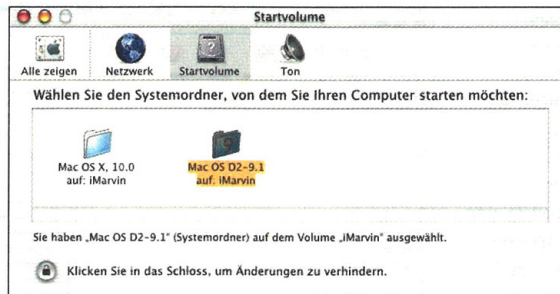 Startvolume
Alle zeigen
Netzwerk
Startvolume
Ton
Wählen Sie den Systemordner, von dem Sie Ihren Computer starten möchten:
Mac OS X, 10.0
auf: iMarvin
Mac OS D2-9.1
auf: iMarvin
Sie haben „Mac OS D2-9.1" (Systemordner) auf dem Volume „iMarvin" ausgewählt.
Klicken Sie in das Schloss, um Änderungen zu verhindern.